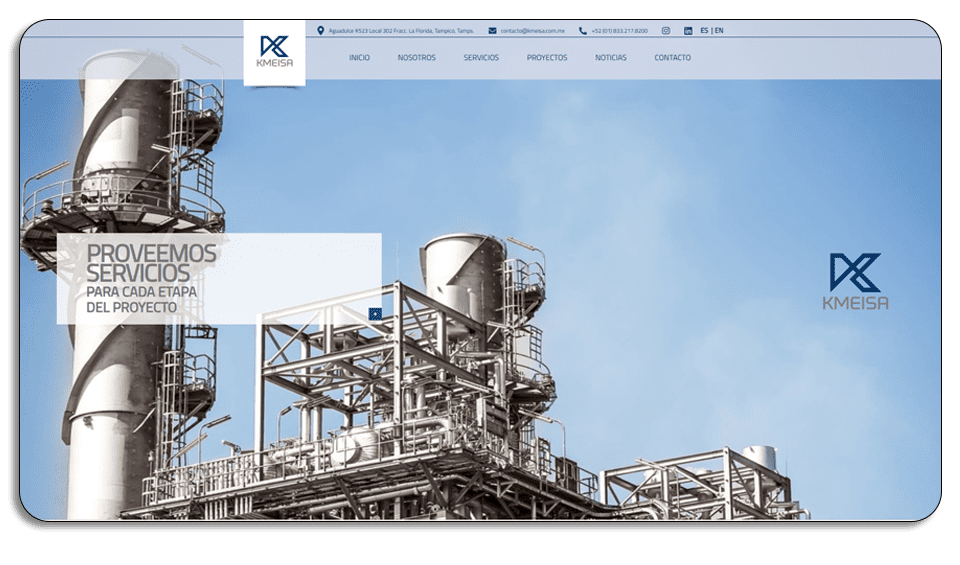 Aguadulce #523 Local 302 Fracc. La Florida, Tampico, Tamps.
contacto@kmeisa.com.mx
+52 (01) 833.217.8200
ES | EN
KMEISA
INICIO
NOSOTROS
SERVICIOS
PROYECTOS
NOTICIAS
CONTACTO
PROVEEMOS
SERVICIOS
PARA CADA ETAPA
DEL PROYECTO
KMEISA